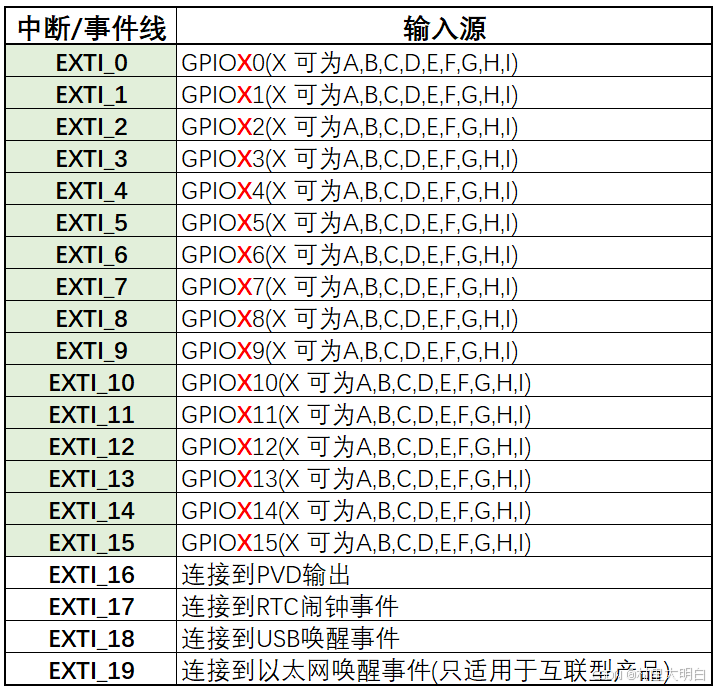 中断/事件线 输入源
EXTI_0 GPIOX0(X 可为A,B,C,D,E,F,G,H,I)
EXTI_1 GPIOX1(X 可为A,B,C,D,E,F,G,H,I)
EXTI_2 GPIOX2(X 可为A,B,C,D,E,F,G,H,I)
EXTI_3 GPIOX3(X 可为A,B,C,D,E,F,G,H,I)
EXTI_4 GPIOX4(X 可为A,B,C,D,E,F,G,H,I)
EXTI_5 GPIOX5(X 可为A,B,C,D,E,F,G,H,I)
EXTI_6 GPIOX6(X 可为A,B,C,D,E,F,G,H,I)
EXTI_7 GPIOX7(X 可为A,B,C,D,E,F,G,H,I)
EXTI_8 GPIOX8(X 可为A,B,C,D,E,F,G,H,I)
EXTI_9 GPIOX9(X 可为A,B,C,D,E,F,G,H,I)
EXTI_10 GPIOX10(X 可为A,B,C,D,E,F,G,H,I)
EXTI_11 GPIOX11(X 可为A,B,C,D,E,F,G,H,I)
EXTI_12 GPIOX12(X 可为A,B,C,D,E,F,G,H,I)
EXTI_13 GPIOX13(X 可为A,B,C,D,E,F,G,H,I)
EXTI_14 GPIOX14(X 可为A,B,C,D,E,F,G,H,I)
EXTI_15 GPIOX15(X 可为A,B,C,D,E,F,G,H,I)
EXTI_16 连接到PVD输出
EXTI_17 连接到RTC闹钟事件
EXTI_18 连接到USB唤醒事件
EXTI_19 连接到以太网唤醒事件(只适用于互联型产品)
大明白